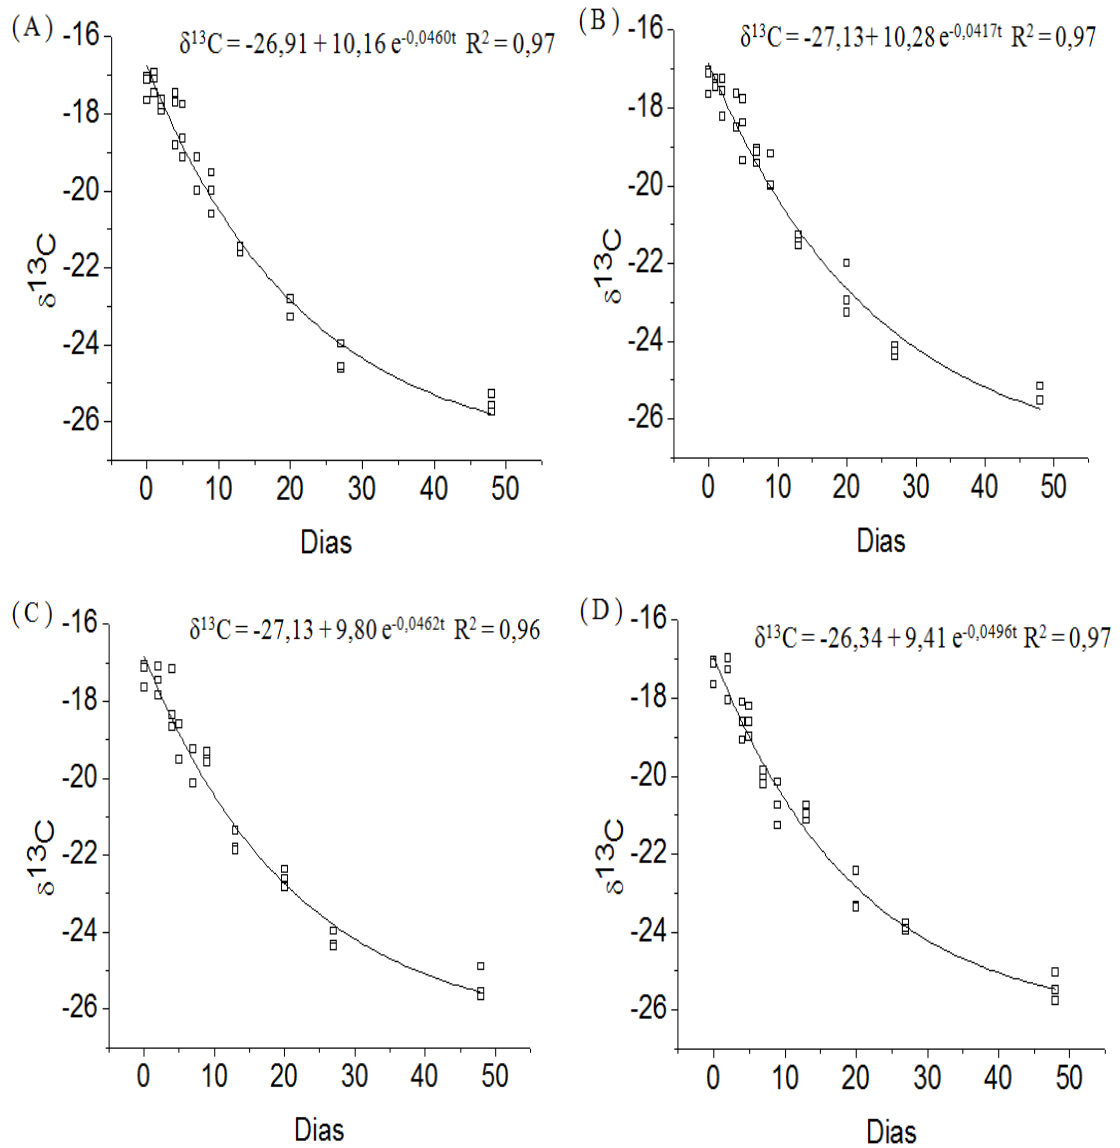 (A)
δ¹³C = -26,91 + 10,16 e⁻⁰,⁰⁴⁶⁰ᵗ R² = 0,97
-16
-18
-20
-22
-24
-26
δ¹³C
0 10 20 30 40 50
Dias
(B)
δ¹³C = -27,13+ 10,28 e⁻⁰,⁰⁴¹⁷ᵗ R² = 0,97
-16
-18
-20
-22
-24
-26
δ¹³C
0 10 20 30 40 50
Dias
(C)
δ¹³C = -27,13 + 9,80 e⁻⁰,⁰⁴⁶²ᵗ R² = 0,96
-16
-18
-20
-22
-24
-26
δ¹³C
0 10 20 30 40 50
Dias
(D)
δ¹³C = -26,34 + 9,41 e⁻⁰,⁰⁴⁹⁶ᵗ R² = 0,97
-16
-18
-20
-22
-24
-26
δ¹³C
0 10 20 30 40 50
Dias